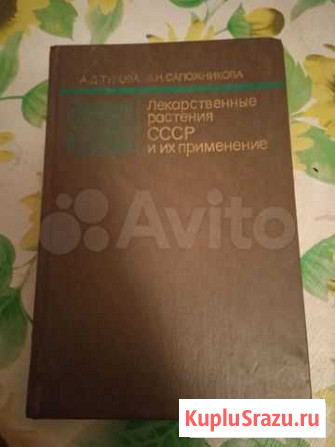 А.Д.ТУРОВА, Э.Н.САПОЖНИКОВА
Лекарственные
растения
СССР
и их применение
Avito
KupluSrazu.ru